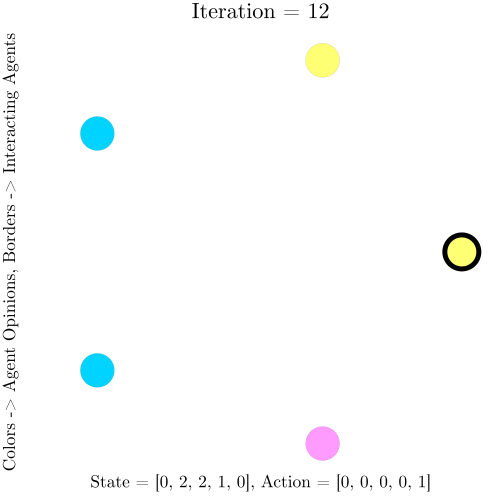 Iteration = 12
Colors -> Agent Opinions, Borders -> Interacting Agents
State = [0, 2, 2, 1, 0], Action = [0, 0, 0, 0, 1]